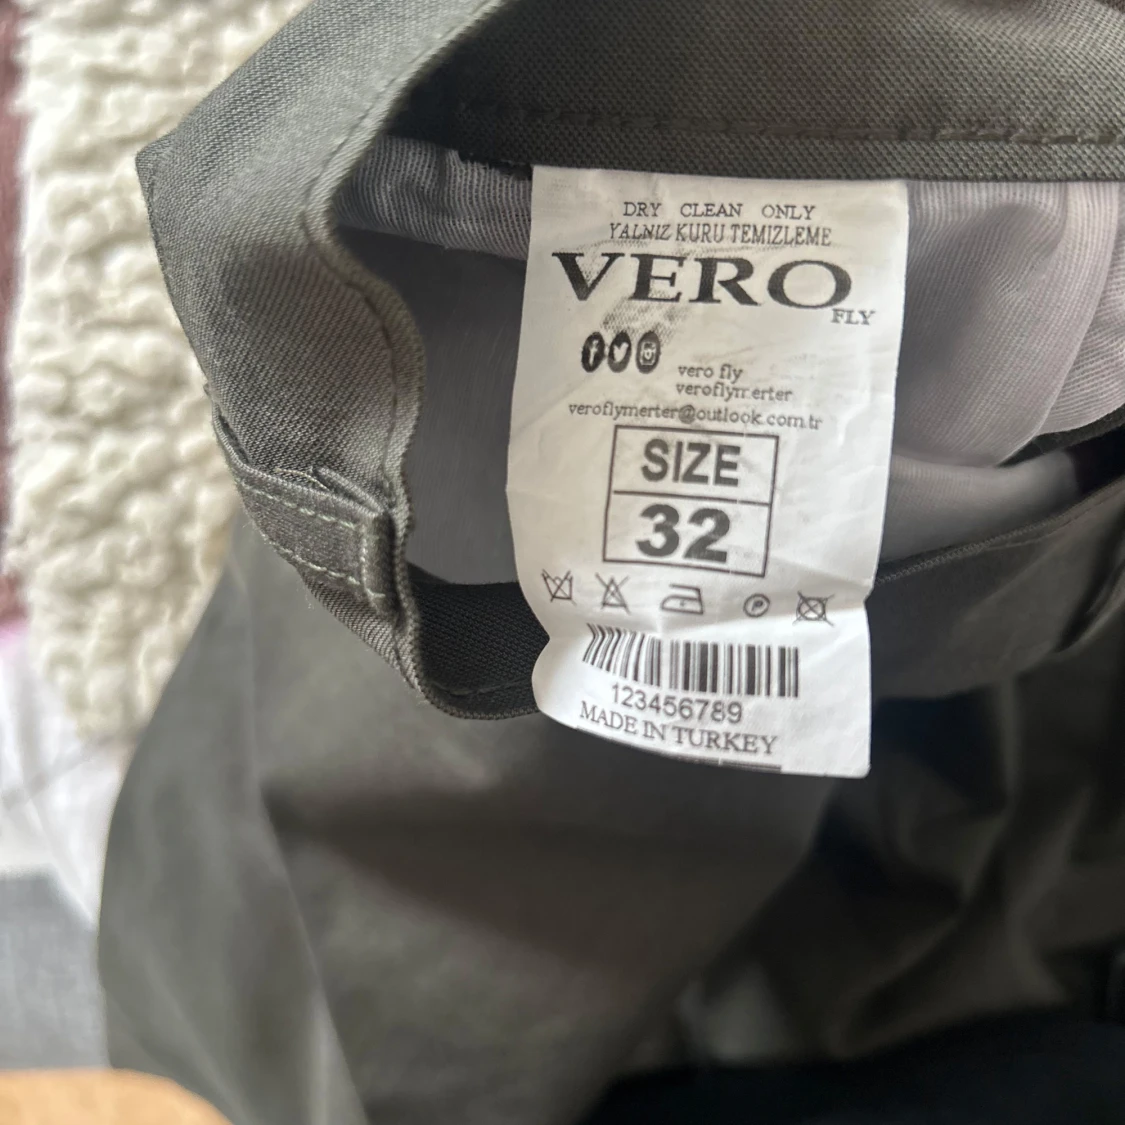 DRY CLEAN ONLY
YALNIZ KURU TEMIZLEME
VERO
FLY
vero fly
veroflymerter
veroflymerter@outlook.com.tr
SIZE
32
P
123456789
MADE IN TURKEY